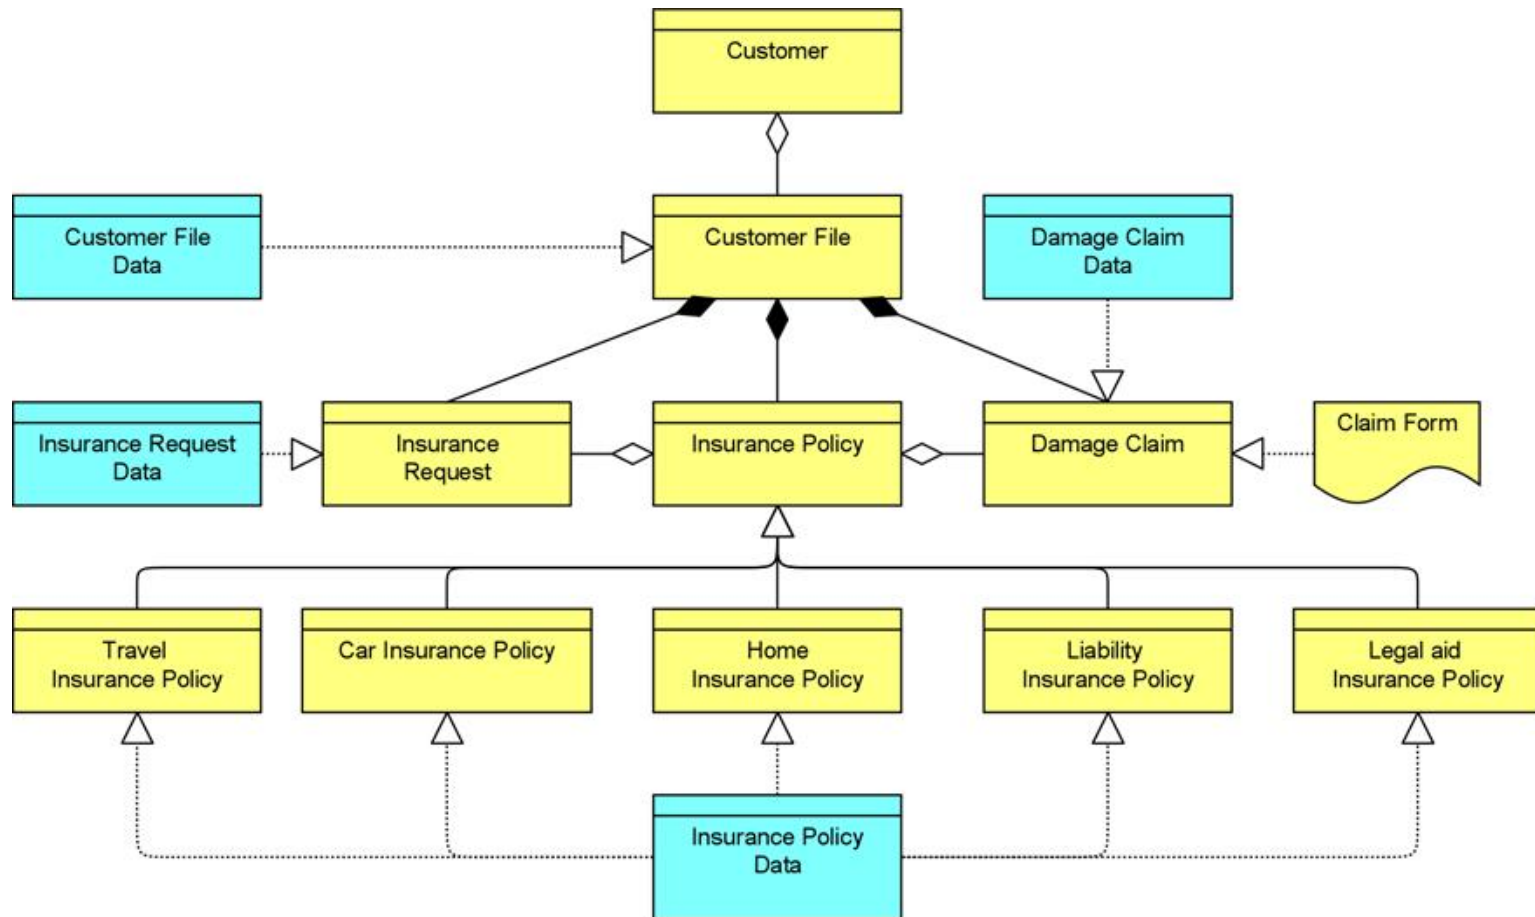 Customer
Customer File
Data
Customer File
Damage Claim
Data
Insurance Request
Data
Insurance
Request
Insurance Policy
Damage Claim
Claim Form
Travel
Insurance Policy
Car Insurance Policy
Home
Insurance Policy
Liability
Insurance Policy
Legal aid
Insurance Policy
Insurance Policy
Data